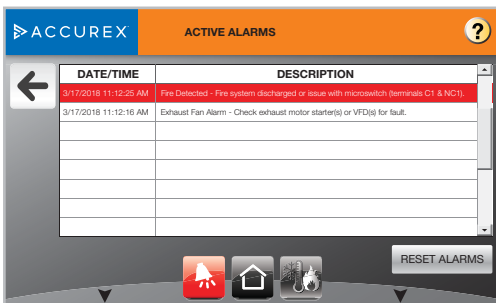 ACCUREX
ACTIVE ALARMS
?
DATE/TIME DESCRIPTION
3/17/2018 11:12:25 AM Fire Detected - Fire system discharged or issue with microswitch (terminals C1 & NC1).
3/17/2018 11:12:16 AM Exhaust Fan Alarm - Check exhaust motor starter(s) or VFD(s) for fault.
RESET ALARMS